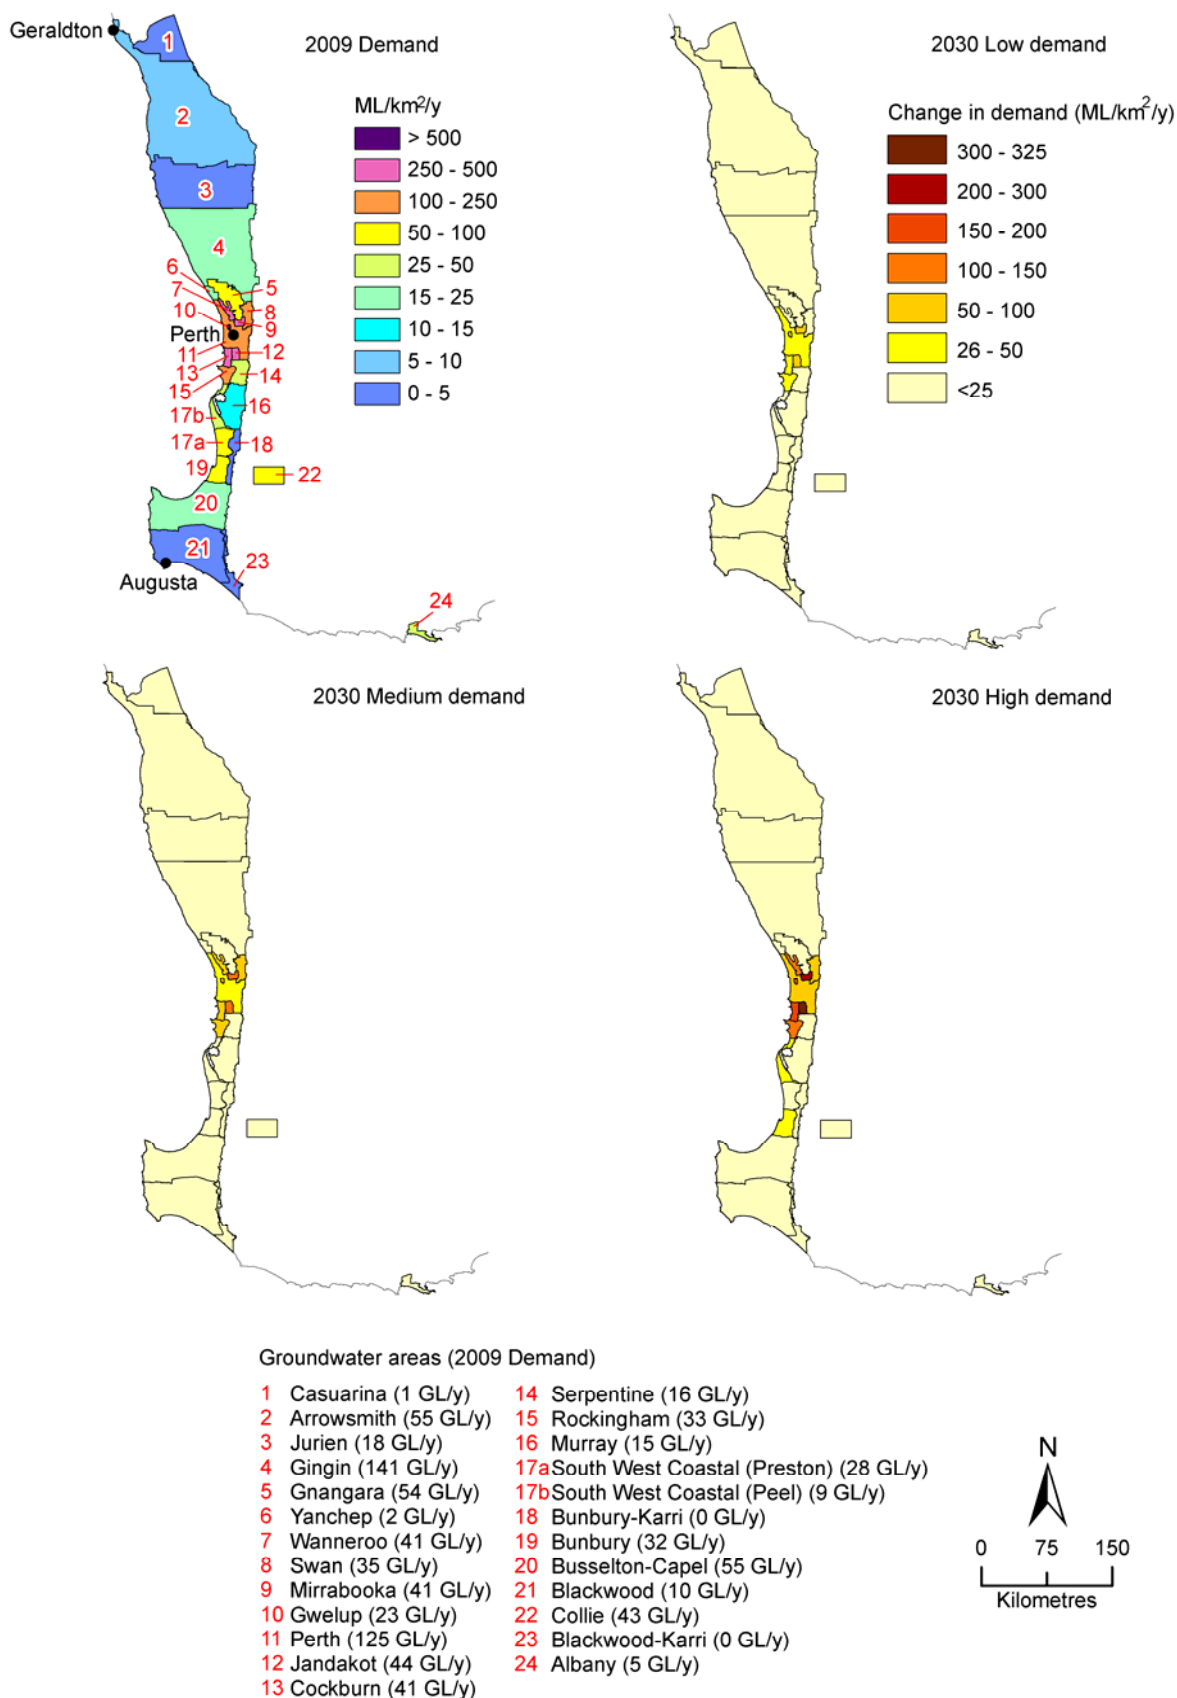 Geraldton
2009 Demand
ML/km²/y
> 500
250 - 500
100 - 250
50 - 100
25 - 50
15 - 25
10 - 15
5 - 10
0 - 5
1
2
3
4
6
5
7
10
8
9
Perth
11
12
13
14
15
16
17b
17a
18
19
22
20
21
23
Augusta
24
2030 Low demand
Change in demand (ML/km²/y)
300 - 325
200 - 300
150 - 200
100 - 150
50 - 100
26 - 50
<25
2030 Medium demand
2030 High demand
Groundwater areas (2009 Demand)
1 Casuarina (1 GL/y)
2 Arrowsmith (55 GL/y)
3 Jurien (18 GL/y)
4 Gingin (141 GL/y)
5 Gnangara (54 GL/y)
6 Yanchep (2 GL/y)
7 Wanneroo (41 GL/y)
8 Swan (35 GL/y)
9 Mirrabooka (41 GL/y)
10 Gwelup (23 GL/y)
11 Perth (125 GL/y)
12 Jandakot (44 GL/y)
13 Cockburn (41 GL/y)
14 Serpentine (16 GL/y)
15 Rockingham (33 GL/y)
16 Murray (15 GL/y)
17a South West Coastal (Preston) (28 GL/y)
17b South West Coastal (Peel) (9 GL/y)
18 Bunbury-Karri (0 GL/y)
19 Bunbury (32 GL/y)
20 Busselton-Capel (55 GL/y)
21 Blackwood (10 GL/y)
22 Collie (43 GL/y)
23 Blackwood-Karri (0 GL/y)
24 Albany (5 GL/y)
N
0 75 150
Kilometres